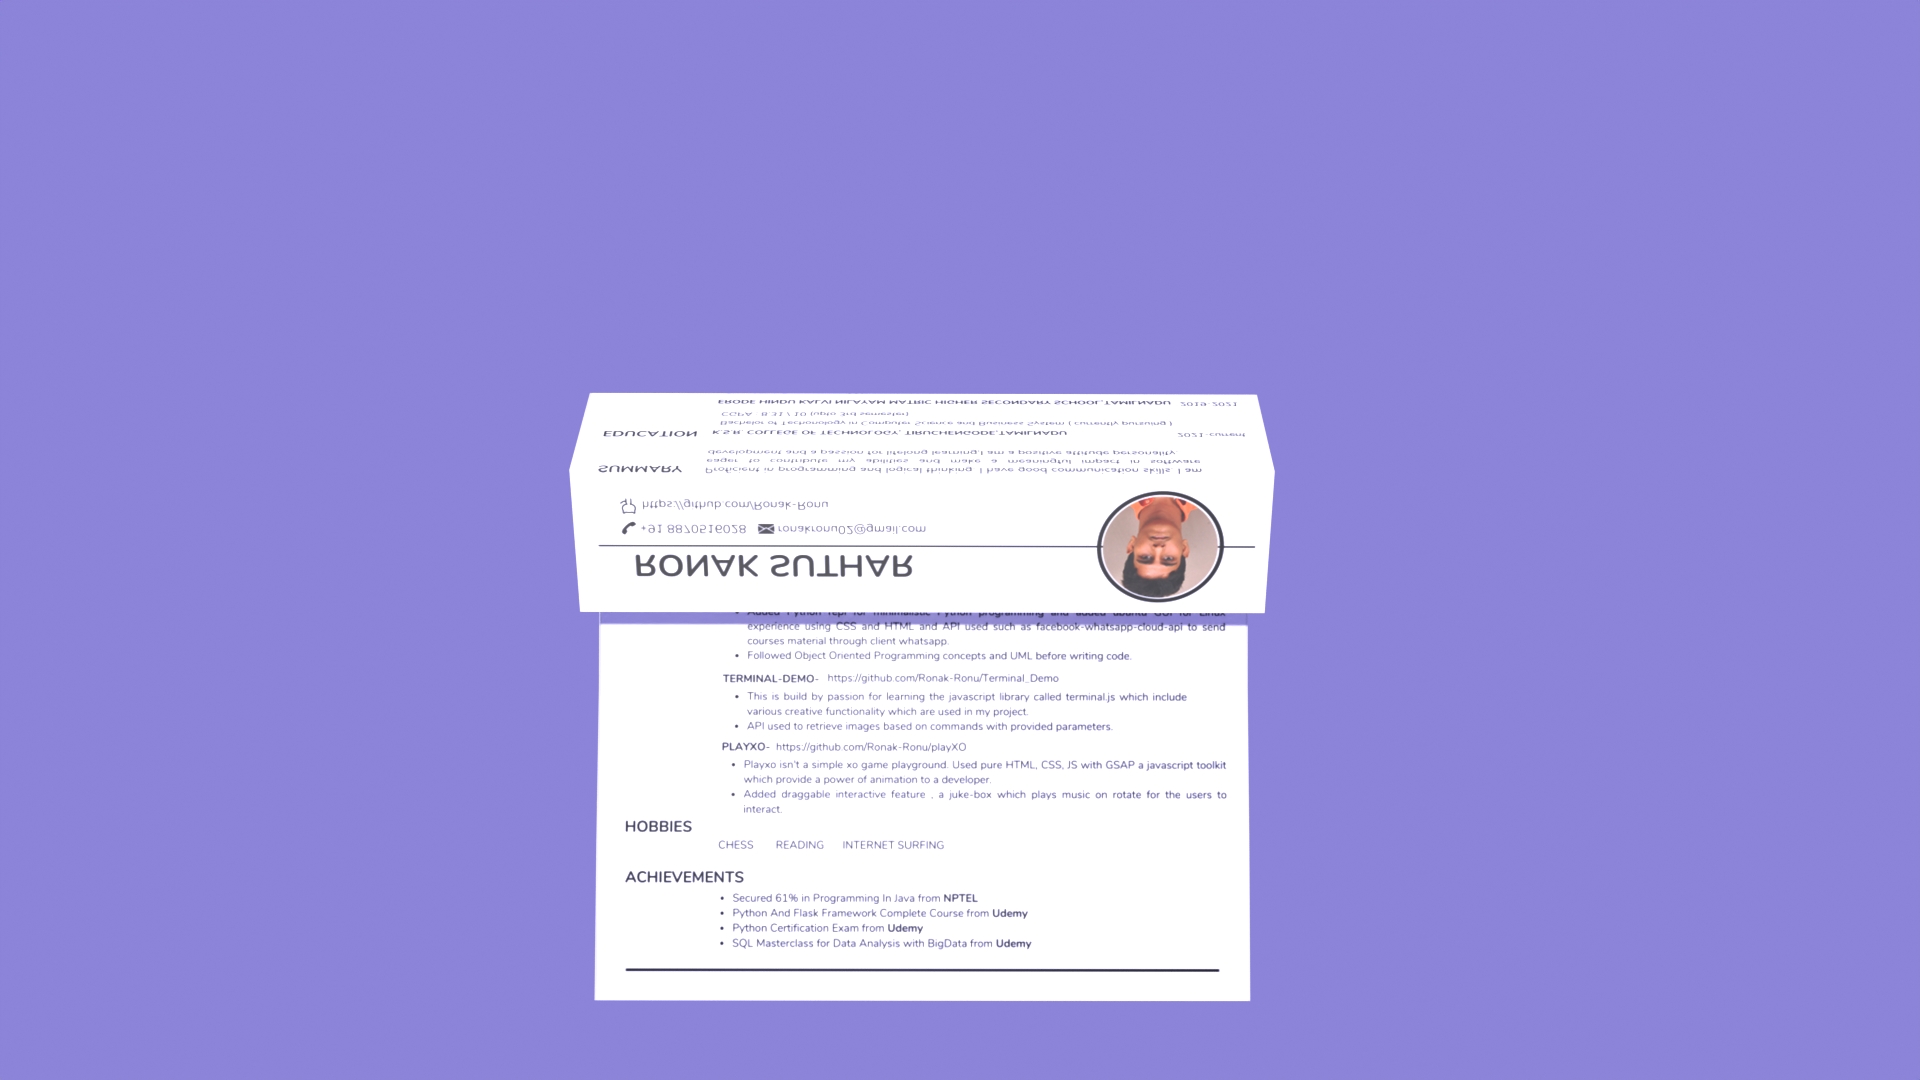 RONAK SUTHAR
+91 8870516028 ronakronu02@gmail.com
https://github.com/Ronak-Ronu
SUMMARY
Proficient in programming and logical thinking. I have good communication skills. I am
eager to contribute my abilities and make a meaningful impact in software
development and a passion for lifelong learning.I am a positive attitude personality
EDUCATION
K.S.R. COLLEGE OF TECHNOLOGY, TIRUCHENGODE,TAMILNADU 2021-current
Bachelor of Techonology in Computer Science and Business System ( currently pursuing )
CGPA 8.31 / 10 (upto 3rd semester)
ERODE HINDU KALVI NILAYAM MATRIC HIGHER SECONDARY SCHOOL,TAMILNADU 2019-2021
• Added Python repl for minimalistic Python programming and added ubuntu GUI for Linux
experience using CSS and HTML and API used such as facebook-whatsapp-cloud-api to send
courses material through client whatsapp.
• Followed Object Oriented Programming concepts and UML before writing code.
TERMINAL-DEMO- https://github.com/Ronak-Ronu/Terminal_Demo
• This is build by passion for learning the javascript library called terminal.js which include
various creative functionality which are used in my project.
• API used to retrieve images based on commands with provided parameters.
PLAYXO- https://github.com/Ronak-Ronu/playXO
• Playxo isn't a simple xo game playground. Used pure HTML, CSS, JS with GSAP a javascript toolkit
which provide a power of animation to a developer.
• Added draggable interactive feature , a juke-box which plays music on rotate for the users to
interact.
HOBBIES
CHESS READING INTERNET SURFING
ACHIEVEMENTS
• Secured 61% in Programming In Java from NPTEL
• Python And Flask Framework Complete Course from Udemy
• Python Certification Exam from Udemy
• SQL Masterclass for Data Analysis with BigData from Udemy